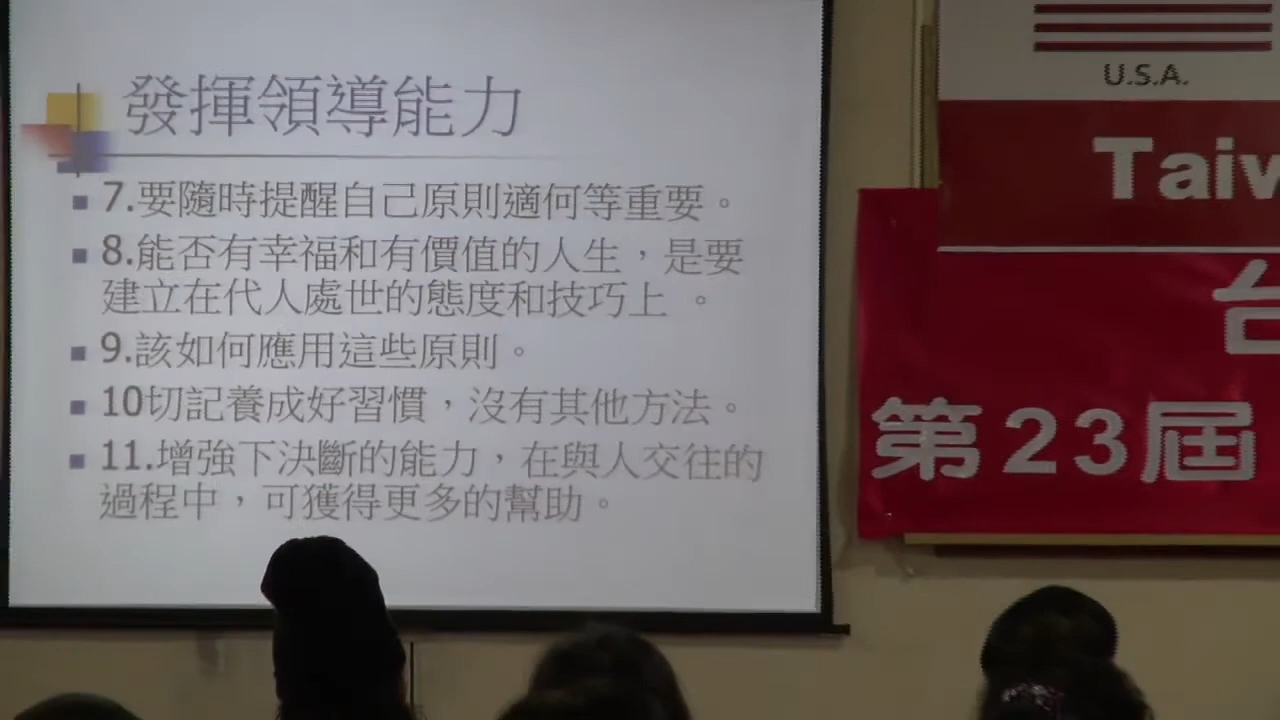 發揮領導能力
7.要隨時提醒自己原則適何等重要。
8.能否有幸福和有價值的人生，是要
建立在代人處世的態度和技巧上 。
9.該如何應用這些原則。
10切記養成好習慣，沒有其他方法。
11.增強下決斷的能力，在與人交往的
過程中，可獲得更多的幫助。
U.S.A.
Taiw
台
第23屆